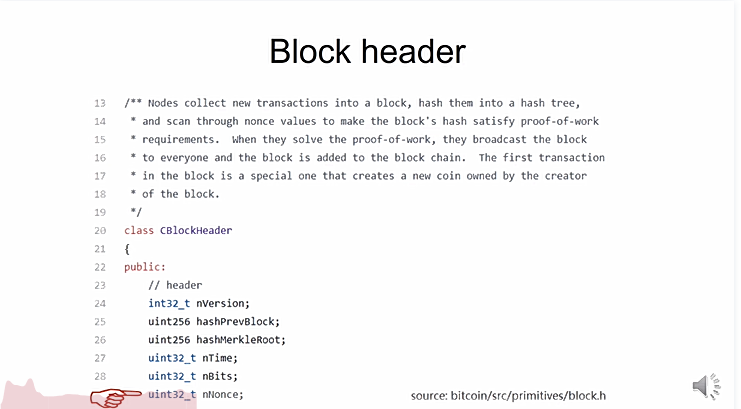 Block header
13 /** Nodes collect new transactions into a block, hash them into a hash tree,
14 * and scan through nonce values to make the block's hash satisfy proof-of-work
15 * requirements. When they solve the proof-of-work, they broadcast the block
16 * to everyone and the block is added to the block chain. The first transaction
17 * in the block is a special one that creates a new coin owned by the creator
18 * of the block.
19 */
20 class CBlockHeader
21 {
22 public:
23 // header
24 int32_t nVersion;
25 uint256 hashPrevBlock;
26 uint256 hashMerkleRoot;
27 uint32_t nTime;
28 uint32_t nBits;
uint32_t nNonce;
source: bitcoin/src/primitives/block.h